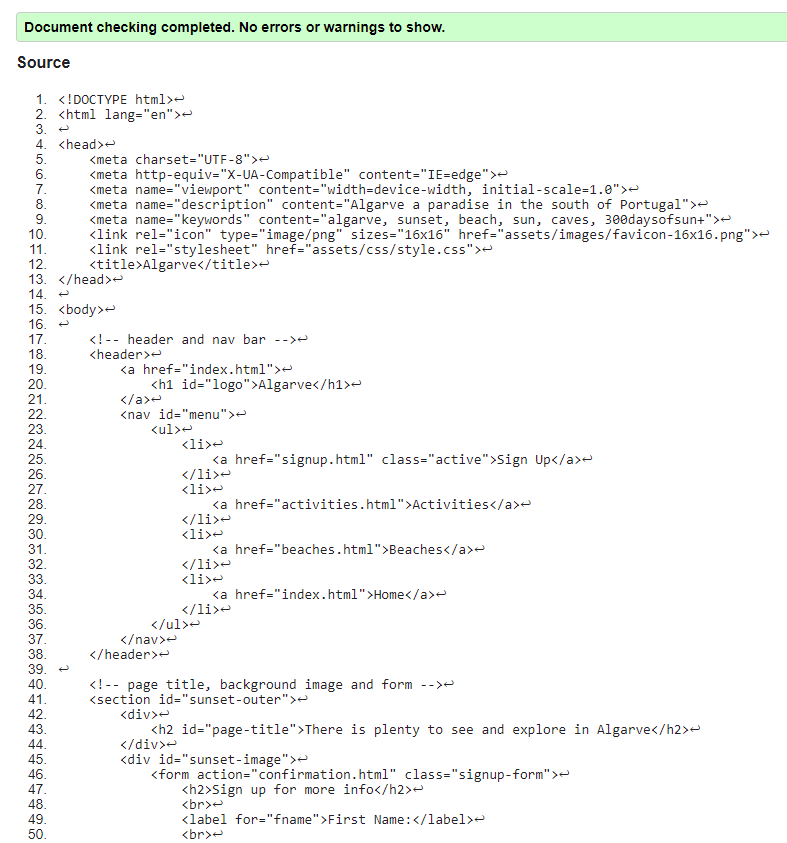 Document checking completed. No errors or warnings to show.
Source
1. <!DOCTYPE html>↩
2. <html lang="en">↩
3. ↩
4. <head>↩
5.     <meta charset="UTF-8">↩
6.     <meta http-equiv="X-UA-Compatible" content="IE=edge">↩
7.     <meta name="viewport" content="width=device-width, initial-scale=1.0">↩
8.     <meta name="description" content="Algarve a paradise in the south of Portugal">↩
9.     <meta name="keywords" content="algarve, sunset, beach, sun, caves, 300daysofsun+">↩
10.     <link rel="icon" type="image/png" sizes="16x16" href="assets/images/favicon-16x16.png">↩
11.     <link rel="stylesheet" href="assets/css/style.css">↩
12.     <title>Algarve</title>↩
13. </head>↩
14. ↩
15. <body>↩
16. ↩
17.     <!-- header and nav bar -->↩
18.     <header>↩
19.         <a href="index.html">↩
20.             <h1 id="logo">Algarve</h1>↩
21.         </a>↩
22.         <nav id="menu">↩
23.             <ul>↩
24.                 <li>↩
25.                     <a href="signup.html" class="active">Sign Up</a>↩
26.                 </li>↩
27.                 <li>↩
28.                     <a href="activities.html">Activities</a>↩
29.                 </li>↩
30.                 <li>↩
31.                     <a href="beaches.html">Beaches</a>↩
32.                 </li>↩
33.                 <li>↩
34.                     <a href="index.html">Home</a>↩
35.                 </li>↩
36.             </ul>↩
37.         </nav>↩
38.     </header>↩
39. ↩
40.     <!-- page title, background image and form -->↩
41.     <section id="sunset-outer">↩
42.         <div>↩
43.             <h2 id="page-title">There is plenty to see and explore in Algarve</h2>↩
44.         </div>↩
45.         <div id="sunset-image">↩
46.             <form action="confirmation.html" class="signup-form">↩
47.                 <h2>Sign up for more info</h2>↩
48.                 <br>↩
49.                 <label for="fname">First Name:</label>↩
50.                 <br>↩